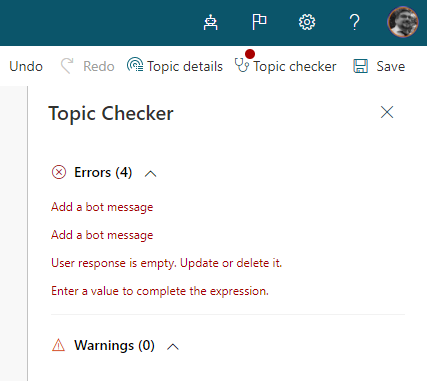 Undo Redo Topic details Topic checker Save
Topic Checker
Errors (4)
Add a bot message
Add a bot message
User response is empty. Update or delete it.
Enter a value to complete the expression.
Warnings (0)